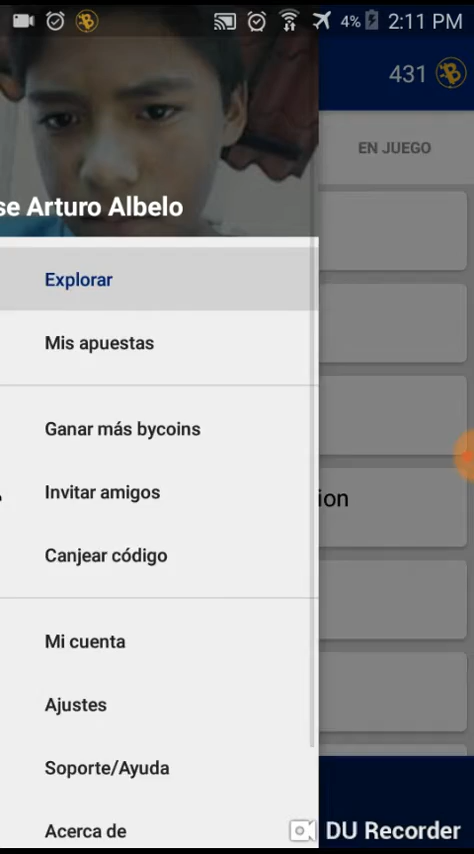 4% 2:11 PM
431
EN JUEGO
se Arturo Albelo
Explorar
Mis apuestas
Ganar más bycoins
Invitar amigos
ion
Canjear código
Mi cuenta
Ajustes
Soporte/Ayuda
Acerca de
DU Recorder